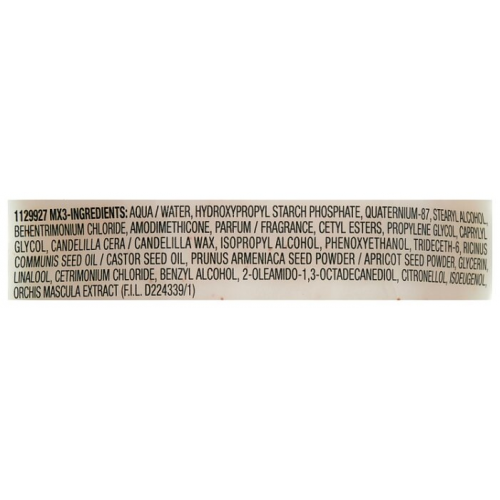 1129927 MX3-INGREDIENTS: AQUA / WATER, HYDROXYPROPYL STARCH PHOSPHATE, QUATERNIUM-87, STEARYL ALCOHOL,
BEHENTRIMONIUM CHLORIDE, AMODIMETHICONE, PARFUM / FRAGRANCE, CETYL ESTERS, PROPYLENE GLYCOL, CAPRYLYL
GLYCOL, CANDELILLA CERA / CANDELILLA WAX, ISOPROPYL ALCOHOL, PHENOXYETHANOL, TRIDECETH-6, RICINUS
COMMUNIS SEED OIL / CASTOR SEED OIL, PRUNUS ARMENIACA SEED POWDER / APRICOT SEED POWDER, GLYCERIN,
LINALOOL, CETRIMONIUM CHLORIDE, BENZYL ALCOHOL, 2-OLEAMIDO-1,3-OCTADECANEDIOL, CITRONELLOL, ISOEUGENOL,
ORCHIS MASCULA EXTRACT (F.I.L. D224339/1)